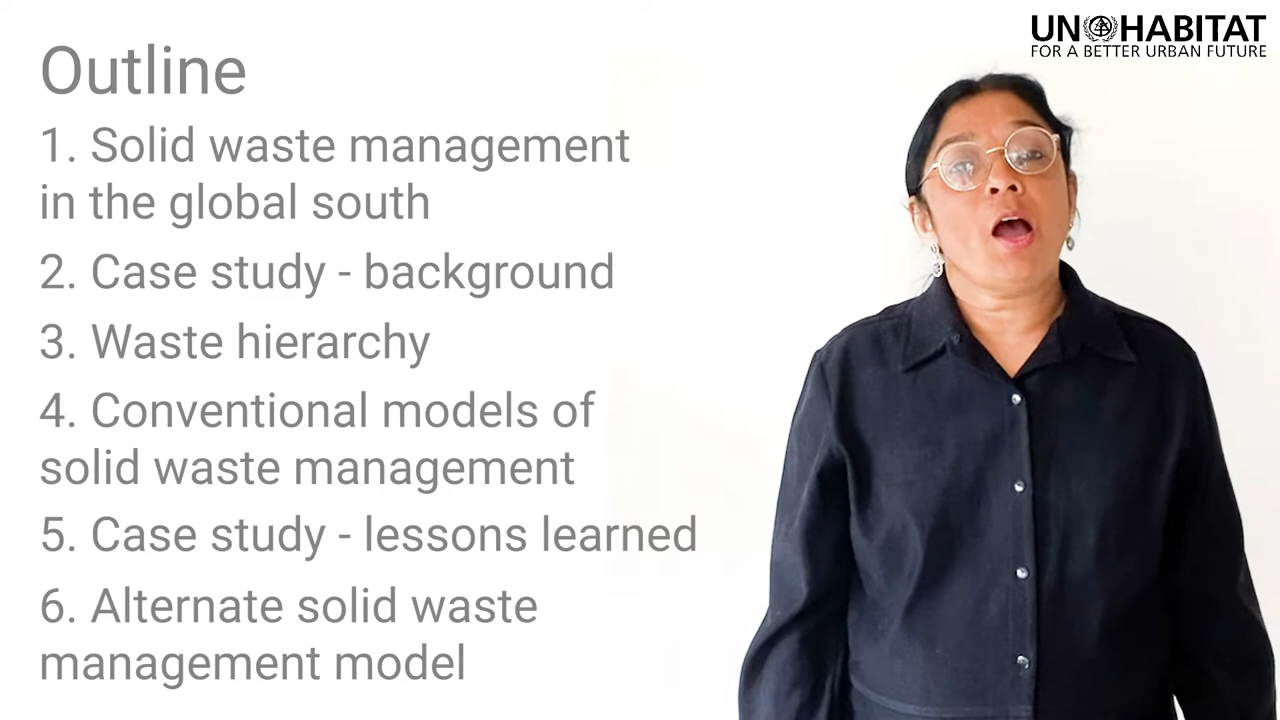 UN HABITAT
FOR A BETTER URBAN FUTURE
Outline
1. Solid waste management
in the global south
2. Case study - background
3. Waste hierarchy
4. Conventional models of
solid waste management
5. Case study - lessons learned
6. Alternate solid waste
management model